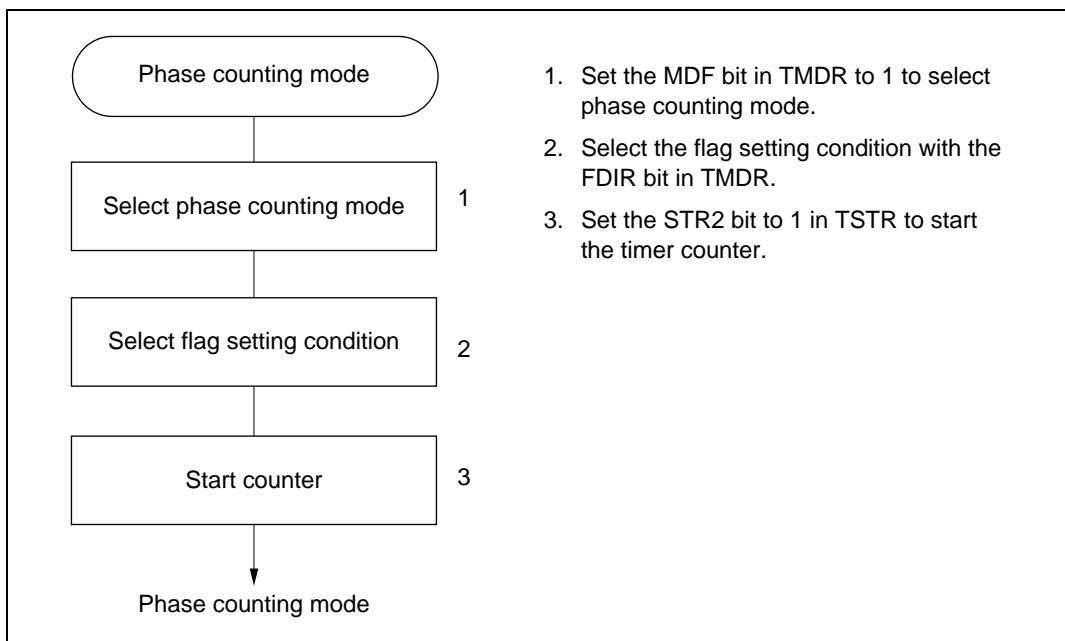 Phase counting mode
Select phase counting mode
1
Select flag setting condition
2
Start counter
3
Phase counting mode
1. Set the MDF bit in TMDR to 1 to select
phase counting mode.
2. Select the flag setting condition with the
FDIR bit in TMDR.
3. Set the STR2 bit to 1 in TSTR to start
the timer counter.